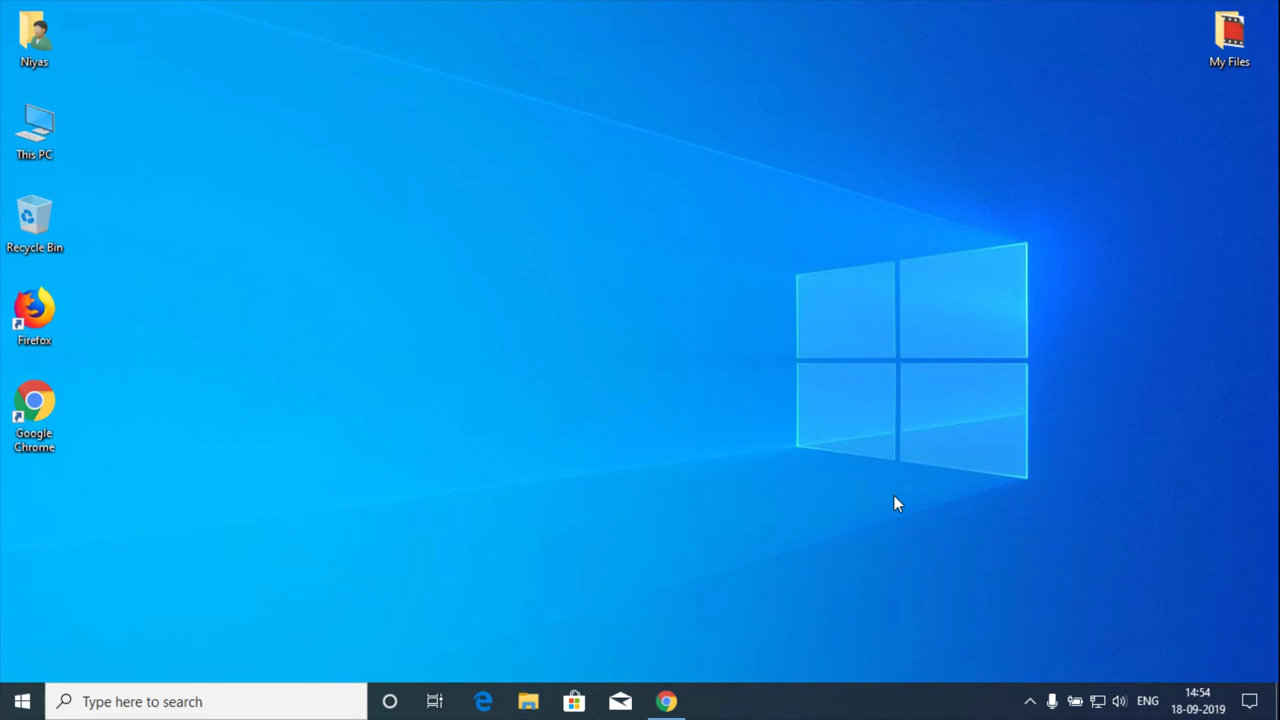 Niyas
My Files
This PC
Recycle Bin
Firefox
Google
Chrome
Type here to search
ENG
14:54
18-09-2019